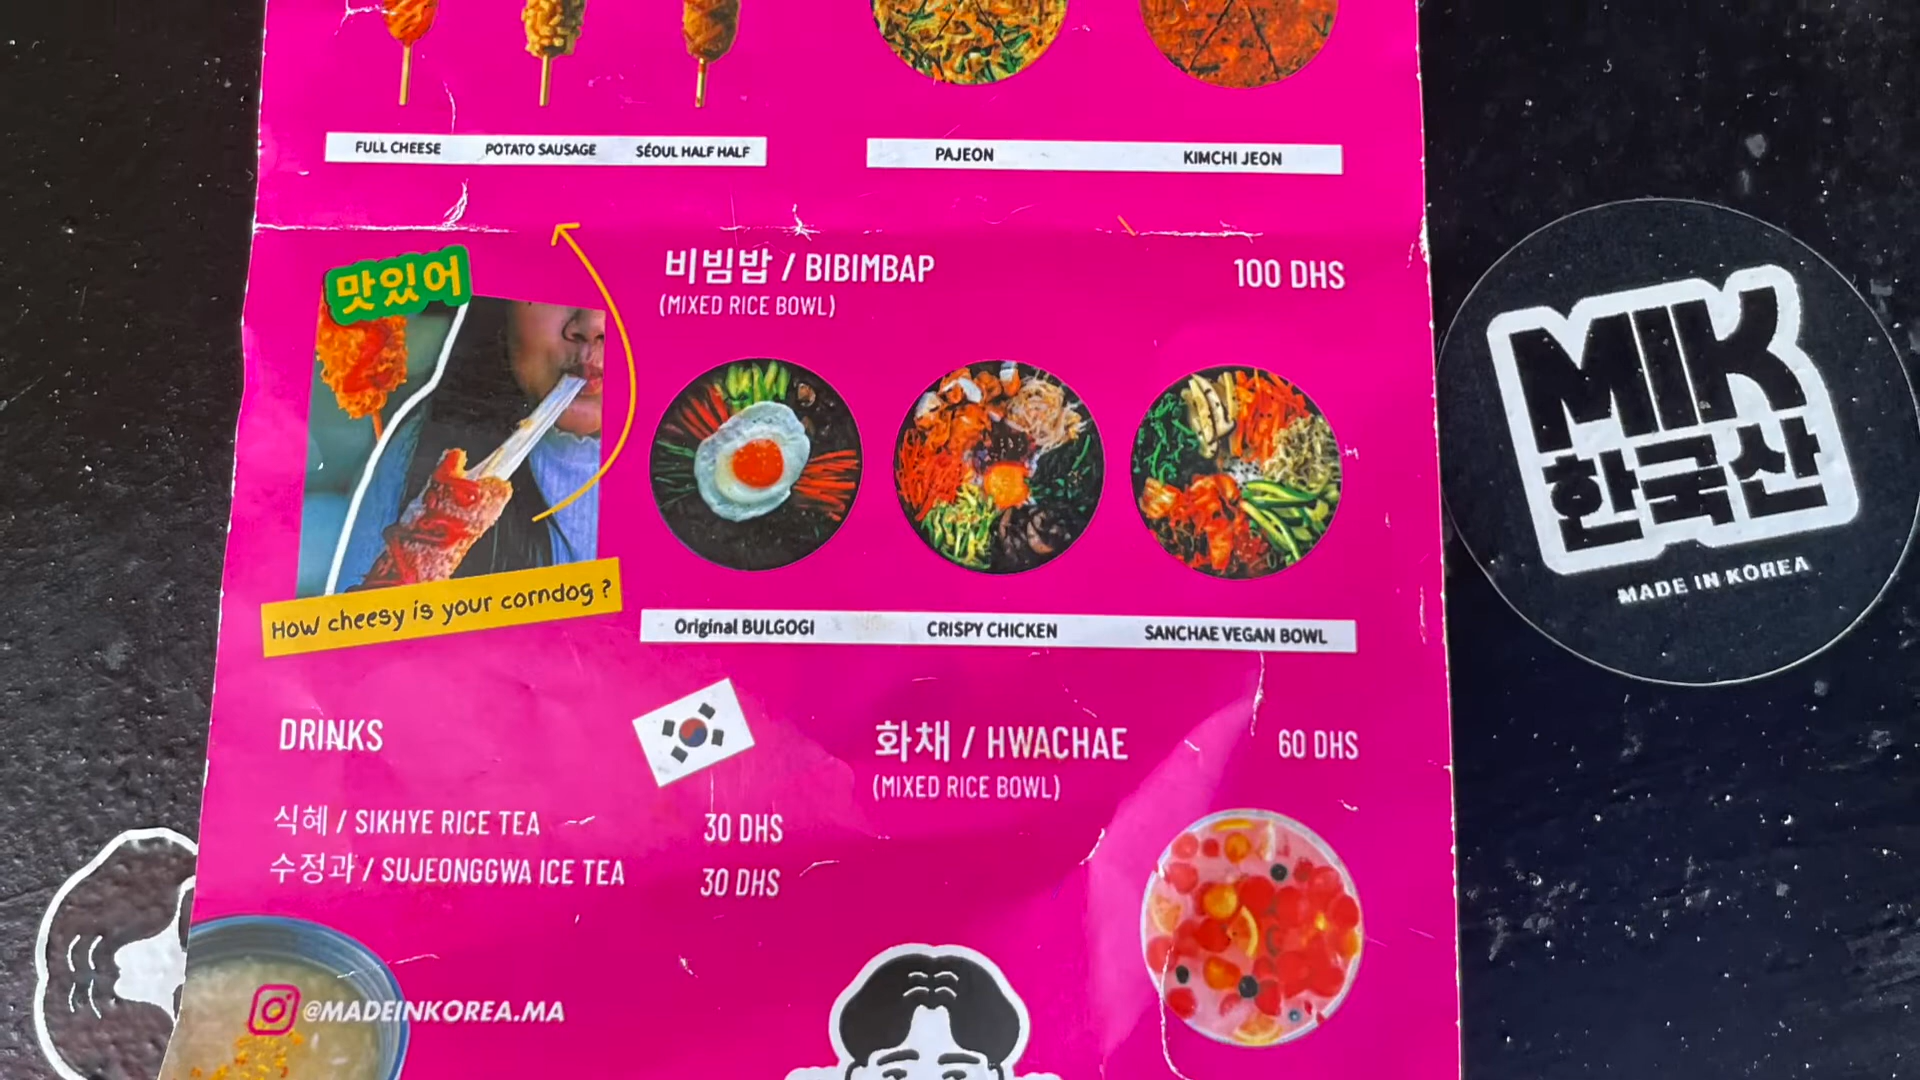 FULL CHEESE POTATO SAUSAGE SÉOUL HALF HALF
PAJEON KIMCHI JEON
맛있어
How cheesy is your corndog ?
비빔밥 / BIBIMBAP 100 DHS
(MIXED RICE BOWL)
Original BULGOGI CRISPY CHICKEN SANCHAE VEGAN BOWL
DRINKS
식혜 / SIKHYE RICE TEA 30 DHS
수정과 / SUJEONGGWA ICE TEA 30 DHS
화채 / HWACHAE 60 DHS
(MIXED RICE BOWL)
@MADEINKOREA.MA
MIK
한국산
MADE IN KOREA